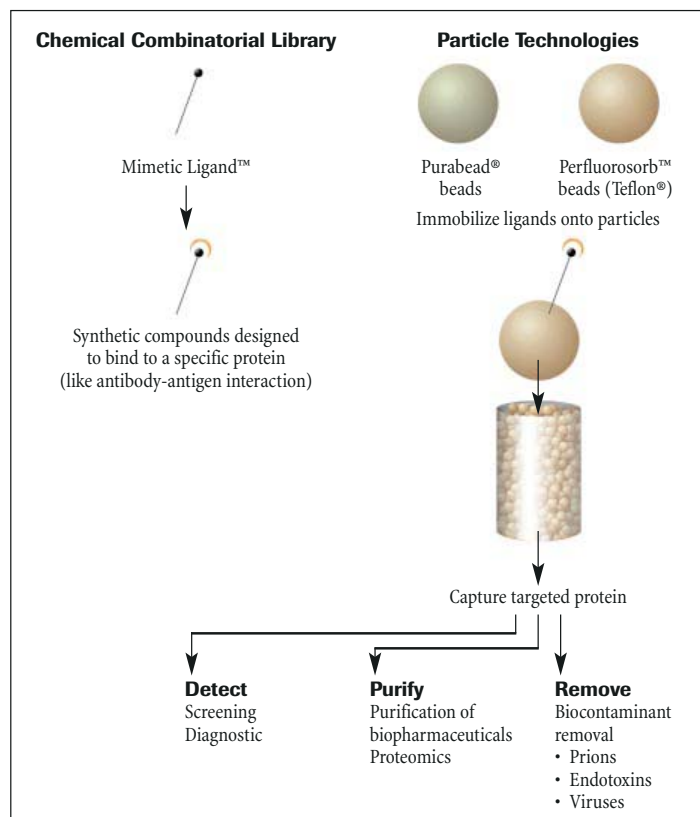 Chemical Combinatorial Library
Mimetic Ligand™
Synthetic compounds designed
to bind to a specific protein
(like antibody-antigen interaction)
Particle Technologies
Purabead®
beads
Perfluorosorb™
beads (Teflon®)
Immobilize ligands onto particles
Capture targeted protein
Detect
Screening
Diagnostic
Purify
Purification of
biopharmaceuticals
Proteomics
Remove
Biocontaminant
removal
• Prions
• Endotoxins
• Viruses